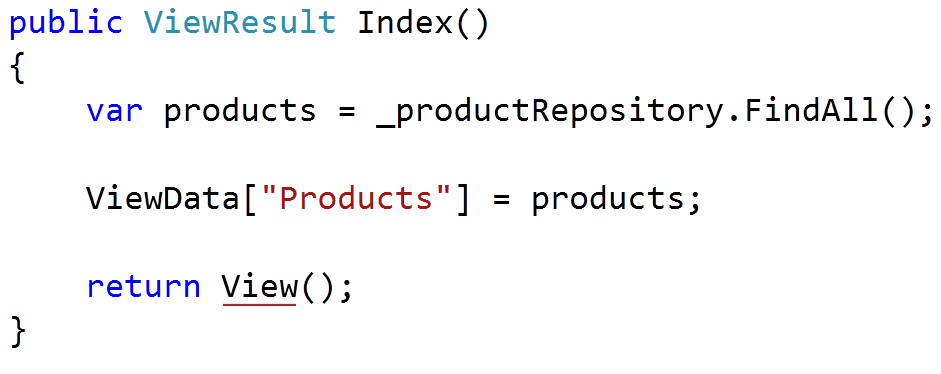 public ViewResult Index()
{
    var products = _productRepository.FindAll();
    ViewData["Products"] = products;
    return View();
}